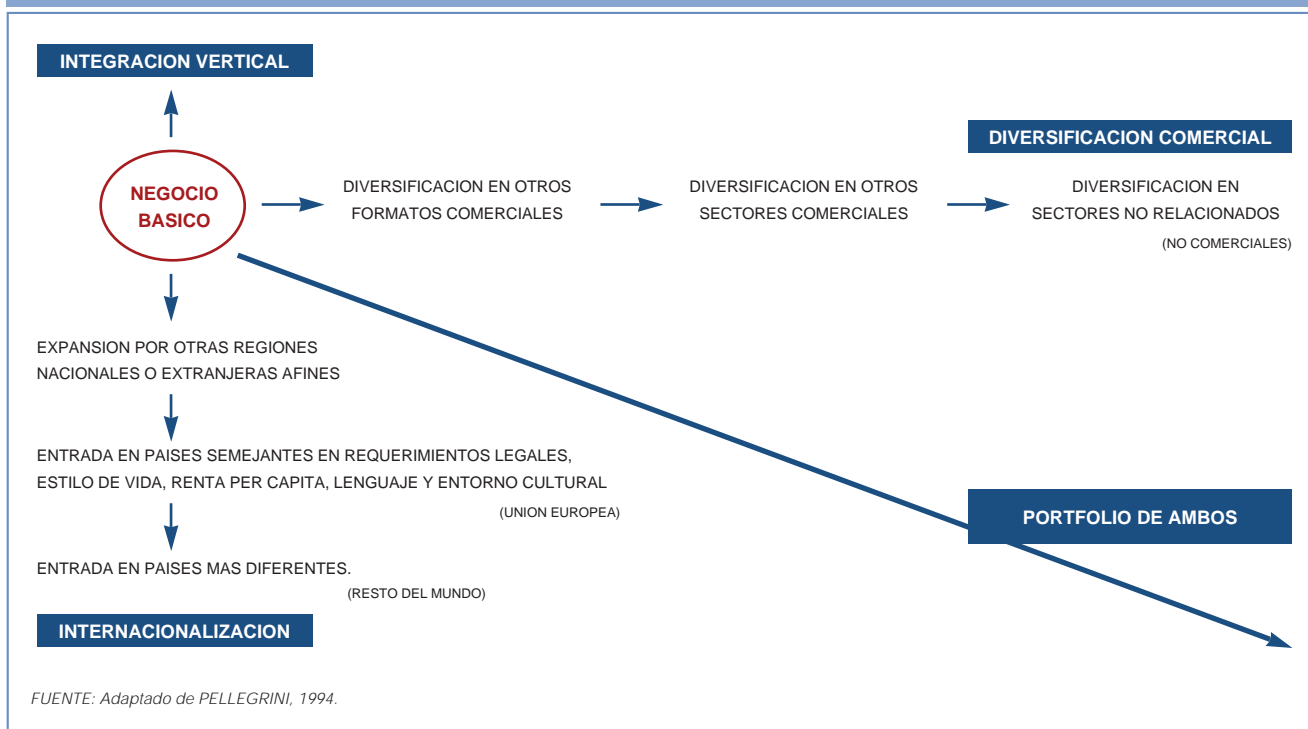 INTEGRACION VERTICAL
DIVERSIFICACION COMERCIAL
NEGOCIO
BASICO
DIVERSIFICACION EN OTROS
FORMATOS COMERCIALES
DIVERSIFICACION EN OTROS
SECTORES COMERCIALES
DIVERSIFICACION EN
SECTORES NO RELACIONADOS
(NO COMERCIALES)
EXPANSION POR OTRAS REGIONES
NACIONALES O EXTRANJERAS AFINES
ENTRADA EN PAISES SEMEJANTES EN REQUERIMIENTOS LEGALES,
ESTILO DE VIDA, RENTA PER CAPITA, LENGUAJE Y ENTORNO CULTURAL
(UNION EUROPEA)
PORTFOLIO DE AMBOS
ENTRADA EN PAISES MAS DIFERENTES.
(RESTO DEL MUNDO)
INTERNACIONALIZACION
FUENTE: Adaptado de PELLEGRINI, 1994.